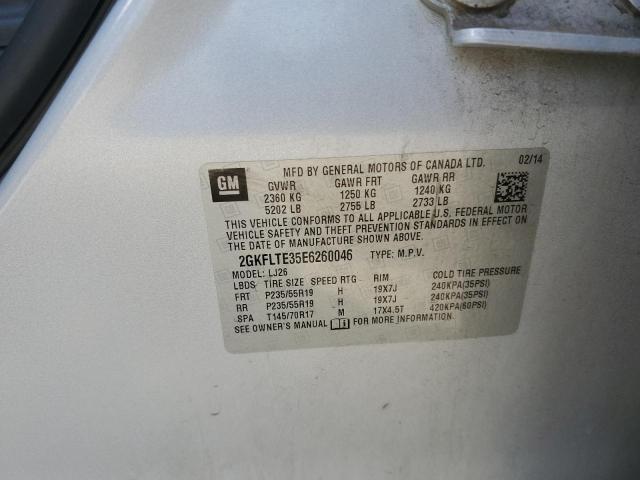 MFD BY GENERAL MOTORS OF CANADA LTD. 02/14
GM GVWR GAWR FRT GAWR RR
2360 KG 1250 KG 1240 KG
5202 LB 2755 LB 2733 LB
THIS VEHICLE CONFORMS TO ALL APPLICABLE U.S. FEDERAL MOTOR
VEHICLE SAFETY AND THEFT PREVENTION STANDARDS IN EFFECT ON
THE DATE OF MANUFACTURE SHOWN ABOVE.
2GKFLTE35E6260046 TYPE: M.P.V.
MODEL: LJ26
LBDS TIRE SIZE SPEED RTG RIM COLD TIRE PRESSURE
FRT P235/55R19 H 19X7J 240KPA(35PSI)
RR P235/55R19 H 19X7J 240KPA(35PSI)
SPA T145/70R17 M 17X4.5T 420KPA(60PSI)
SEE OWNER'S MANUAL FOR MORE INFORMATION.